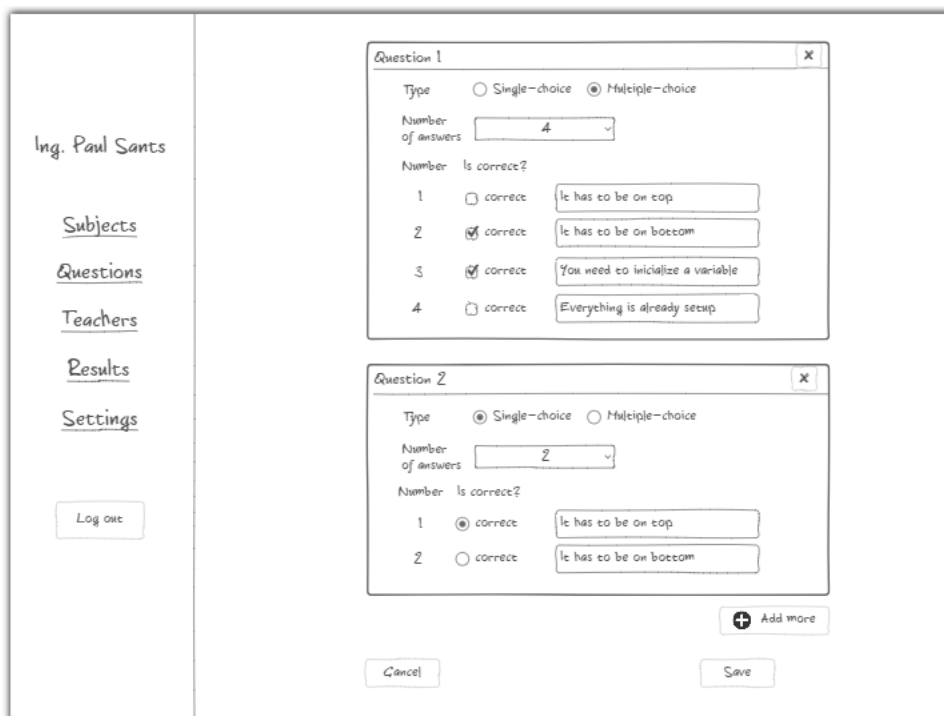 Ing. Paul Sants
Subjects
Questions
Teachers
Results
Settings
Log out
Question 1
Type Single-choice Multiple-choice
Number
of answers 4
Number Is correct?
1 correct It has to be on top
2 correct It has to be on bottom
3 correct You need to inicialize a variable
4 correct Everything is already setup
Question 2
Type Single-choice Multiple-choice
Number
of answers 2
Number Is correct?
1 correct It has to be on top
2 correct It has to be on bottom
Add more
Cancel Save